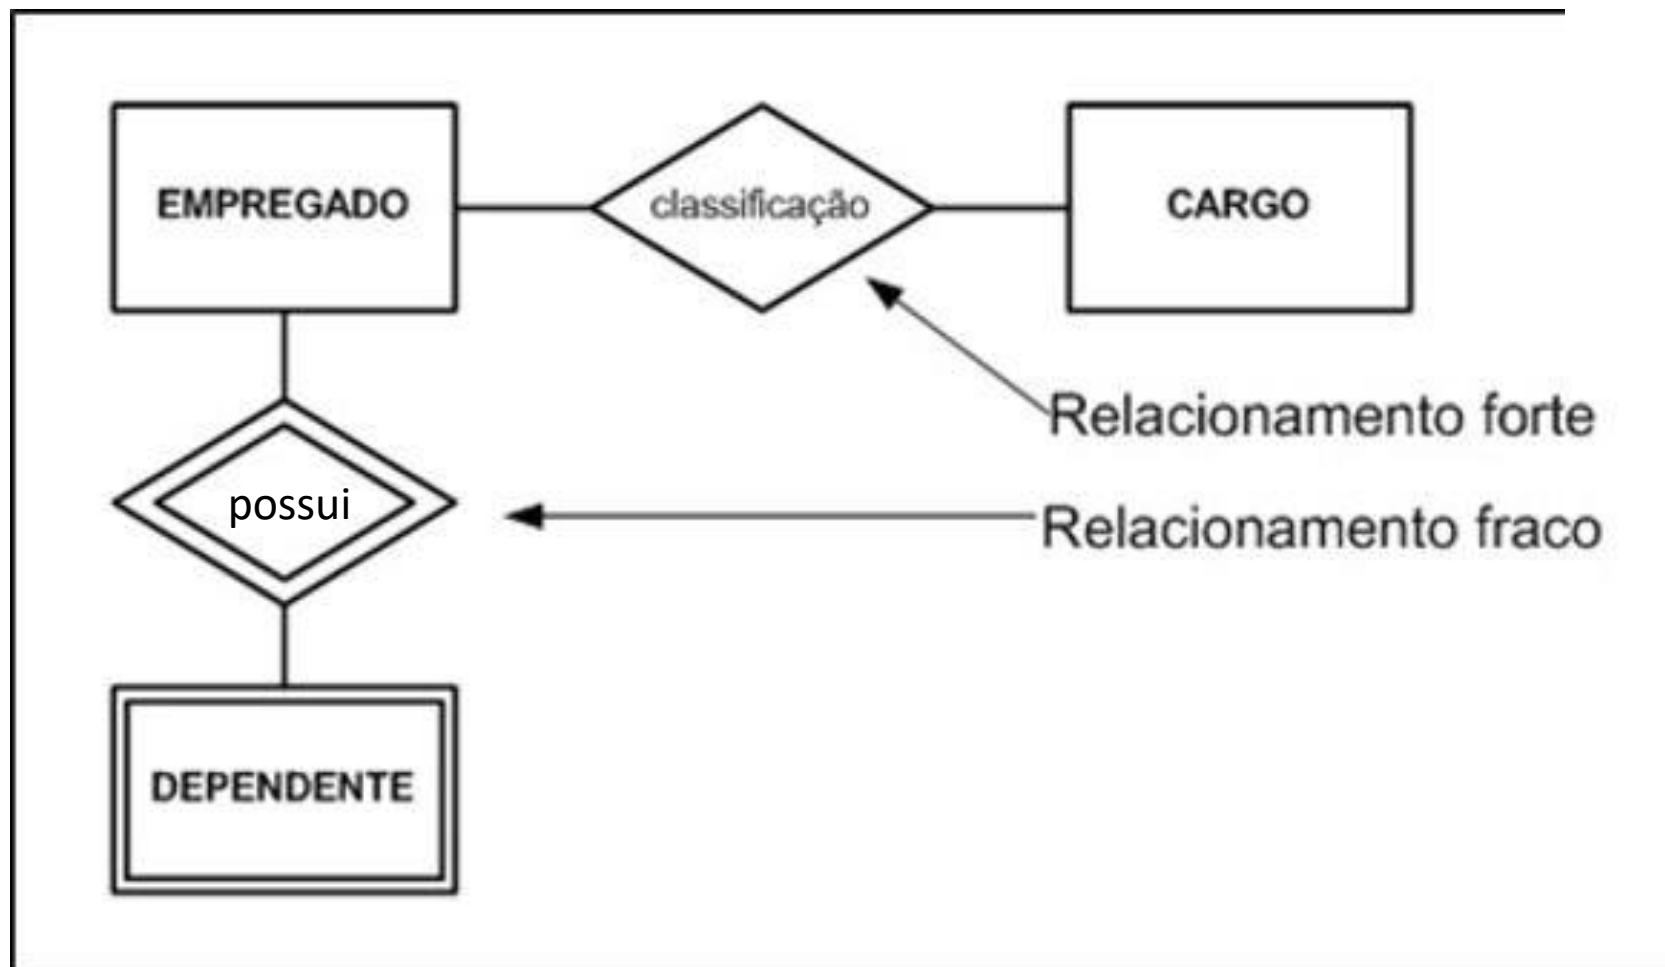 EMPREGADO
classificação
CARGO
Relacionamento forte
possui
Relacionamento fraco
DEPENDENTE